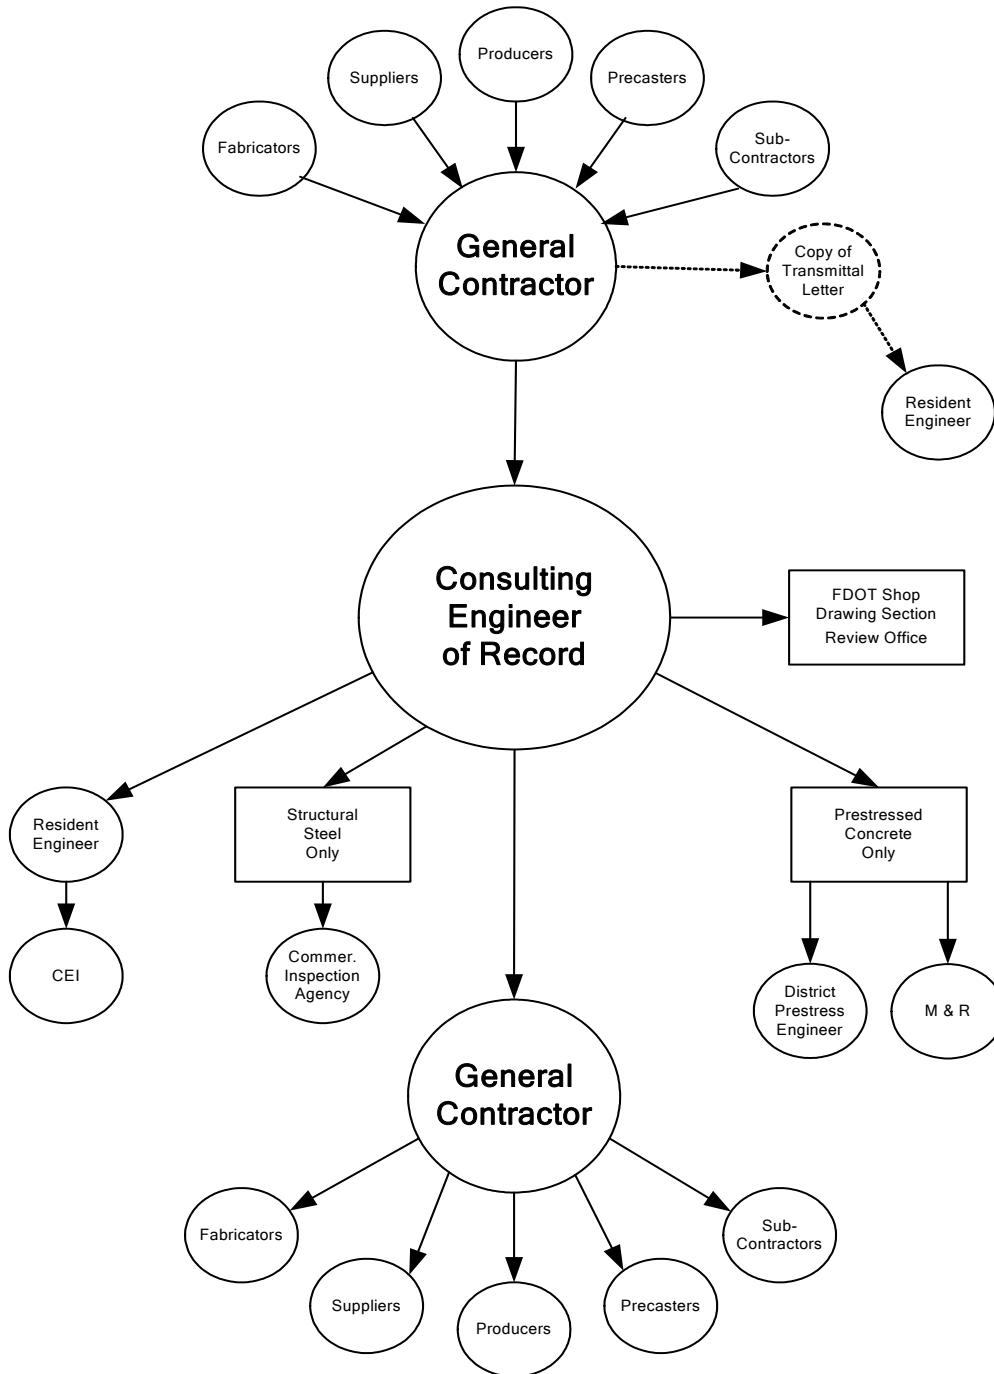 Producers
Suppliers
Precasters
Fabricators
Sub-
Contractors
General
Contractor
Copy of
Transmittal
Letter
Resident
Engineer
Consulting
Engineer
of Record
FDOT Shop
Drawing Section
Review Office
Resident
Engineer
Structural
Steel
Only
Prestressed
Concrete
Only
CEI
Commer.
Inspection
Agency
District
Prestress
Engineer
M & R
General
Contractor
Fabricators
Sub-
Contractors
Suppliers
Precasters
Producers